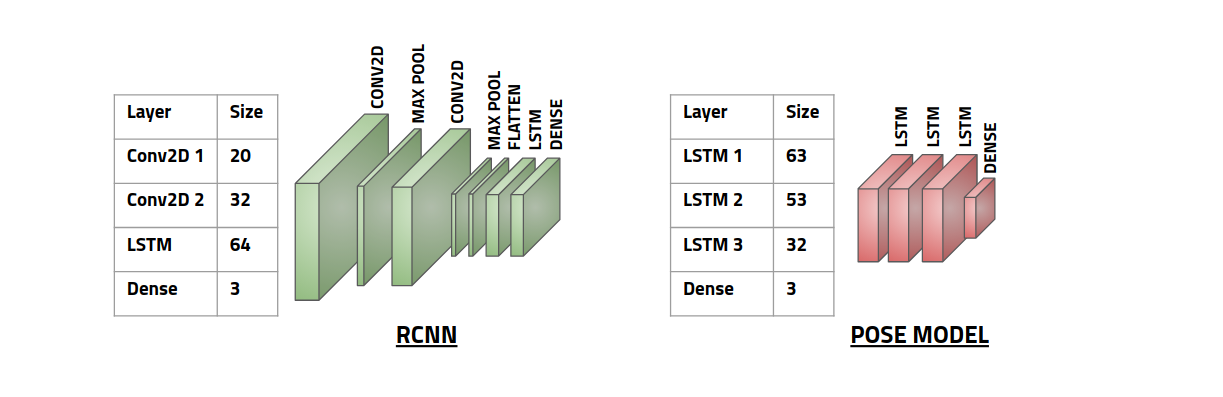 Layer Size
Conv2D 1 20
Conv2D 2 32
LSTM 64
Dense 3
CONV2D
MAX POOL
CONV2D
MAX POOL
FLATTEN
LSTM
DENSE
RCNN
Layer Size
LSTM 1 63
LSTM 2 53
LSTM 3 32
Dense 3
LSTM
LSTM
LSTM
DENSE
POSE MODEL